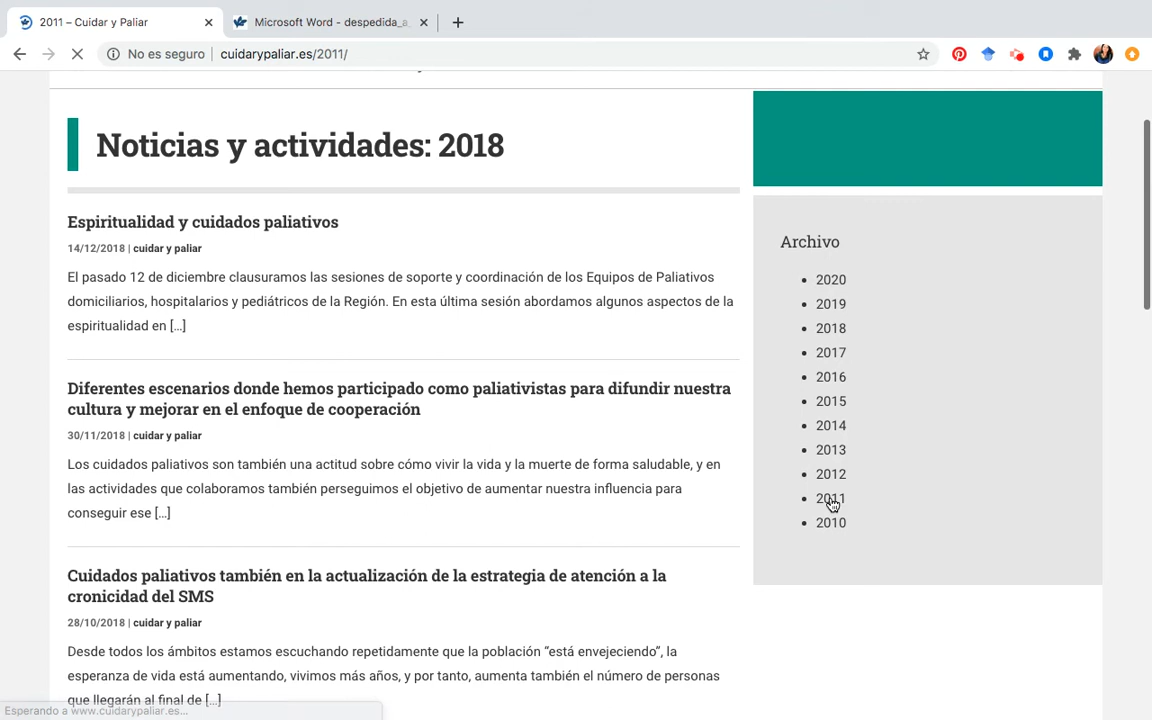 2011 – Cuidar y Paliar
Microsoft Word - despedida_a_
No es seguro
cuidarypaliar.es/2011/
Noticias y actividades: 2018
Espiritualidad y cuidados paliativos
14/12/2018 | cuidar y paliar
El pasado 12 de diciembre clausuramos las sesiones de soporte y coordinación de los Equipos de Paliativos
domiciliarios, hospitalarios y pediátricos de la Región. En esta última sesión abordamos algunos aspectos de la
espiritualidad en [...]
Diferentes escenarios donde hemos participado como paliativistas para difundir nuestra
cultura y mejorar en el enfoque de cooperación
30/11/2018 | cuidar y paliar
Los cuidados paliativos son también una actitud sobre cómo vivir la vida y la muerte de forma saludable, y en
las actividades que colaboramos también perseguimos el objetivo de aumentar nuestra influencia para
conseguir ese [...]
Cuidados paliativos también en la actualización de la estrategia de atención a la
cronicidad del SMS
28/10/2018 | cuidar y paliar
Desde todos los ámbitos estamos escuchando repetidamente que la población “está envejeciendo”, la
esperanza de vida está aumentando, vivimos más años, y por tanto, aumenta también el número de personas
que llegarán al final de [...]
Archivo
2020
2019
2018
2017
2016
2015
2014
2013
2012
2011
2010
Esperando a www.cuidarypaliar.es...